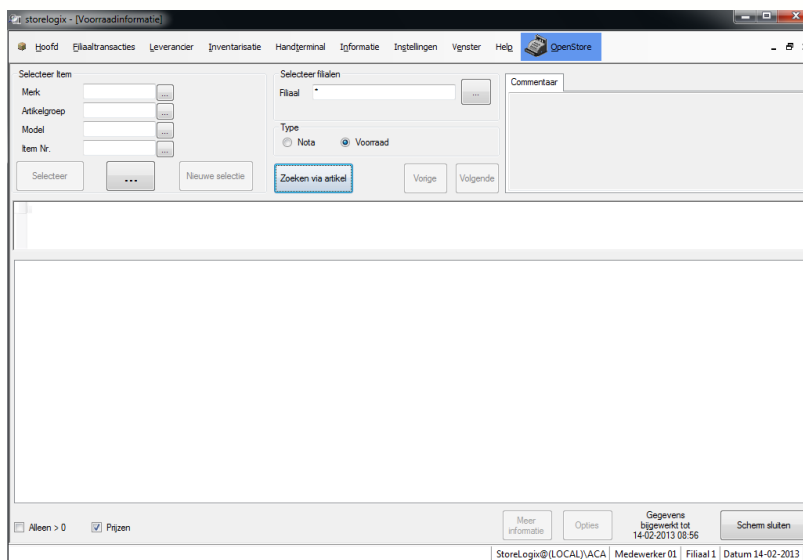 storelogix - [Voorraadinformatie]
Hoofd Filiaaltransacties Leverancier Inventarisatie Handterminal Informatie Instellingen Venster Help OpenStore
Selecteer Item
Merk ...
Artikelgroep ...
Model ...
Item Nr. ...
Selecteer ... Nieuwe selectie
Selecteer filialen
Filiaal * ...
Type
Nota Voorraad
Zoeken via artikel Vorige Volgende
Commentaar
Alleen > 0 Prijzen
Meer informatie
Opties
Gegevens
bijgewerkt tot
14-02-2013 08:56
Scherm sluiten
StoreLogix@(LOCAL)\ACA Medewerker 01 Filiaal 1 Datum 14-02-2013